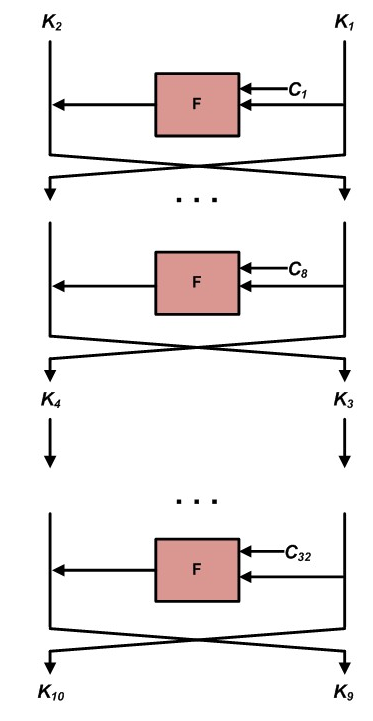 K2 K1
F C1
. . .
F C8
K4 K3
. . .
F C32
K10 K9